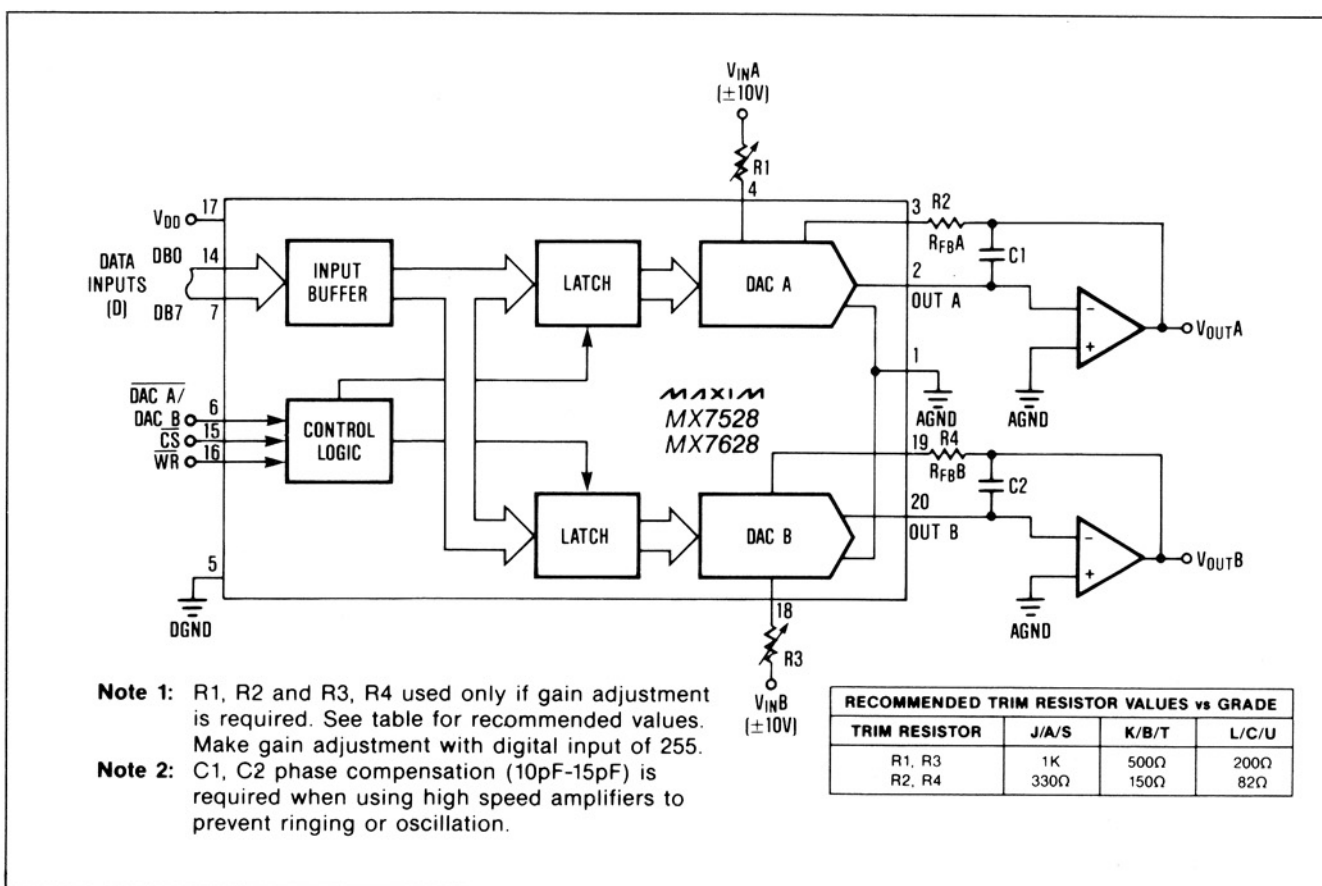 VINA
(±10V)
R1
4
17
VDD
3
R2
RFBA
C1
DATA
INPUTS
(D)
DB0
14
DB7
7
INPUT
BUFFER
LATCH
DAC A
2
OUT A
-
+
VOUTA
1
AGND
AGND
DAC A/
DAC B
6
CS
15
WR
16
CONTROL
LOGIC
MAXIM
MX7528
MX7628
19
R4
RFBB
C2
LATCH
DAC B
20
OUT B
-
+
VOUTB
AGND
5
DGND
18
R3
VINB
(±10V)
Note 1: R1, R2 and R3, R4 used only if gain adjustment
is required. See table for recommended values.
Make gain adjustment with digital input of 255.
Note 2: C1, C2 phase compensation (10pF-15pF) is
required when using high speed amplifiers to
prevent ringing or oscillation.
RECOMMENDED TRIM RESISTOR VALUES vs GRADE
TRIM RESISTOR J/A/S K/B/T L/C/U
R1, R3 1K 500Ω 200Ω
R2, R4 330Ω 150Ω 82Ω